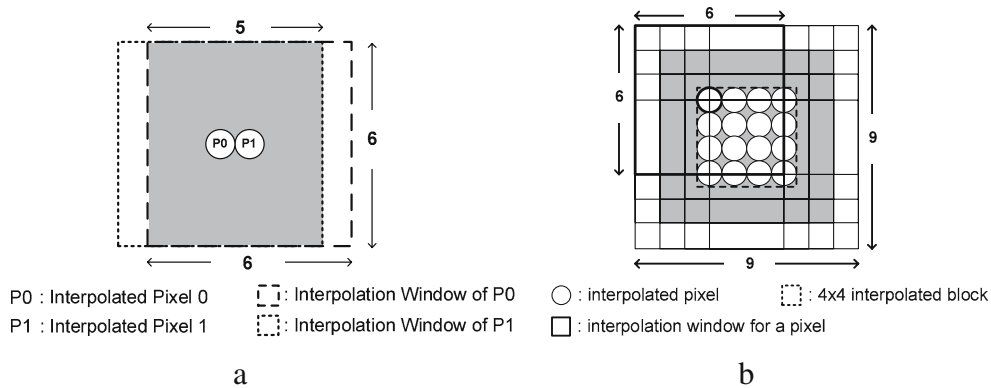 5
P0 P1
6
6
P0 : Interpolated Pixel 0
P1 : Interpolated Pixel 1
: Interpolation Window of P0
: Interpolation Window of P1
a
6
6
9
9
: interpolated pixel
: 4x4 interpolated block
: interpolation window for a pixel
b